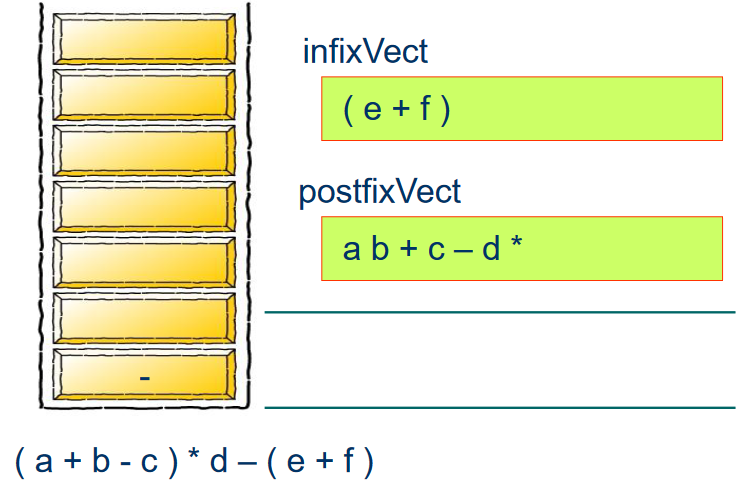 infixVect
( e + f )
postfixVect
a b + c – d *
-
( a + b - c ) * d – ( e + f )